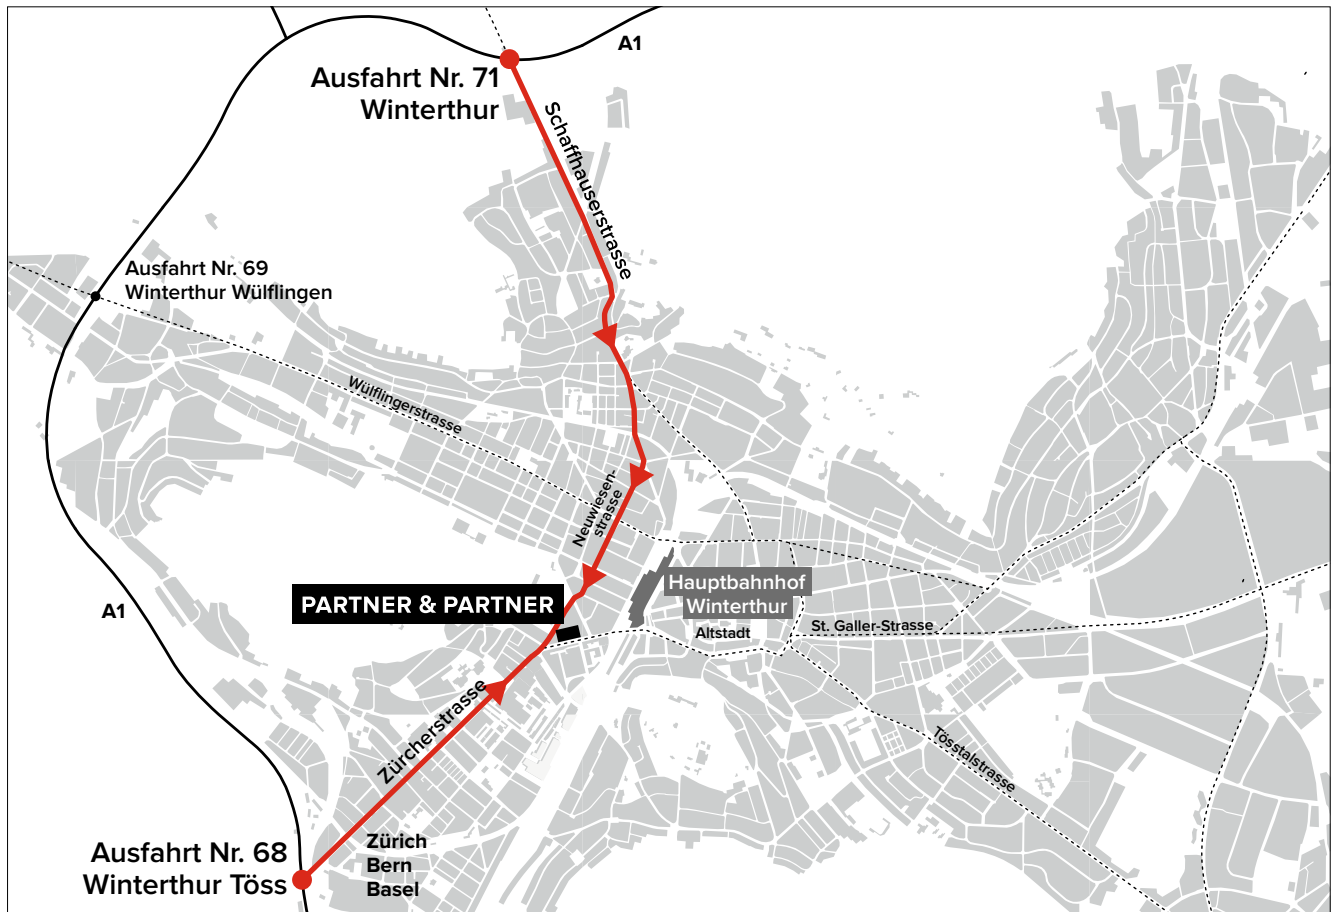 A1
Ausfahrt Nr. 71
Winterthur
Schaffhauserstrasse
Ausfahrt Nr. 69
Winterthur Wülflingen
Wülflingerstrasse
Neuwiesen-
strasse
Hauptbahnhof
Winterthur
PARTNER & PARTNER
A1
Altstadt
St. Galler-Strasse
Zürcherstrasse
Tösstalstrasse
Ausfahrt Nr. 68
Winterthur Töss
Zürich
Bern
Basel